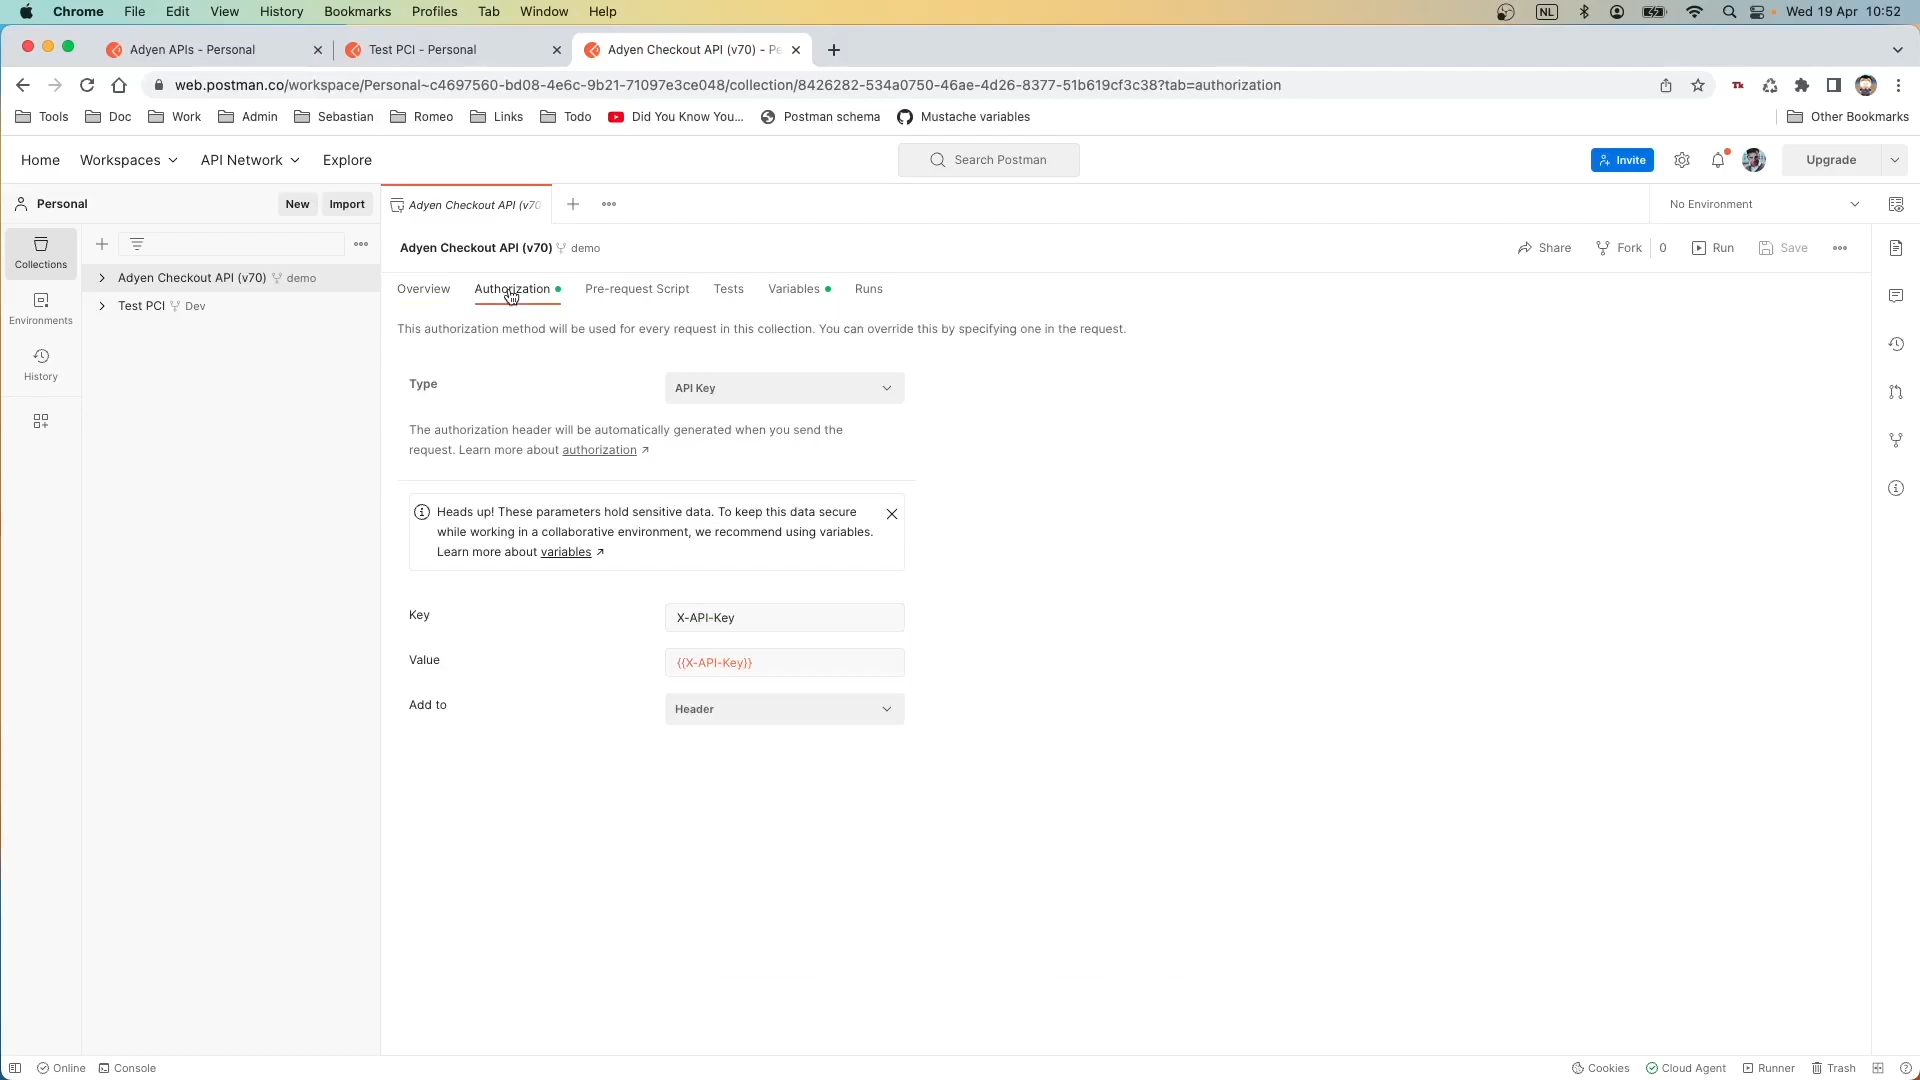 Chrome File Edit View History Bookmarks Profiles Tab Window Help NL Wed 19 Apr 10:52
Adyen APIs - Personal Test PCI - Personal Adyen Checkout API (v70) - Pe
web.postman.co/workspace/Personal~c4697560-bd08-4e6c-9b21-71097e3ce048/collection/8426282-534a0750-46ae-4d26-8377-51b619cf3c38?tab=authorization
Tools Doc Work Admin Sebastian Romeo Links Todo Did You Know You... Postman schema Mustache variables Other Bookmarks
Home Workspaces API Network Explore Search Postman Invite Upgrade
Personal New Import Adyen Checkout API (v70 No Environment
Collections
Adyen Checkout API (v70) demo Share Fork 0 Run Save
Adyen Checkout API (v70) demo
Test PCI Dev
Environments
History
Overview Authorization Pre-request Script Tests Variables Runs
This authorization method will be used for every request in this collection. You can override this by specifying one in the request.
Type API Key
The authorization header will be automatically generated when you send the
request. Learn more about authorization ↗
Heads up! These parameters hold sensitive data. To keep this data secure
while working in a collaborative environment, we recommend using variables.
Learn more about variables ↗
Key X-API-Key
Value {{X-API-Key}}
Add to Header
Online Console Cookies Cloud Agent Runner Trash